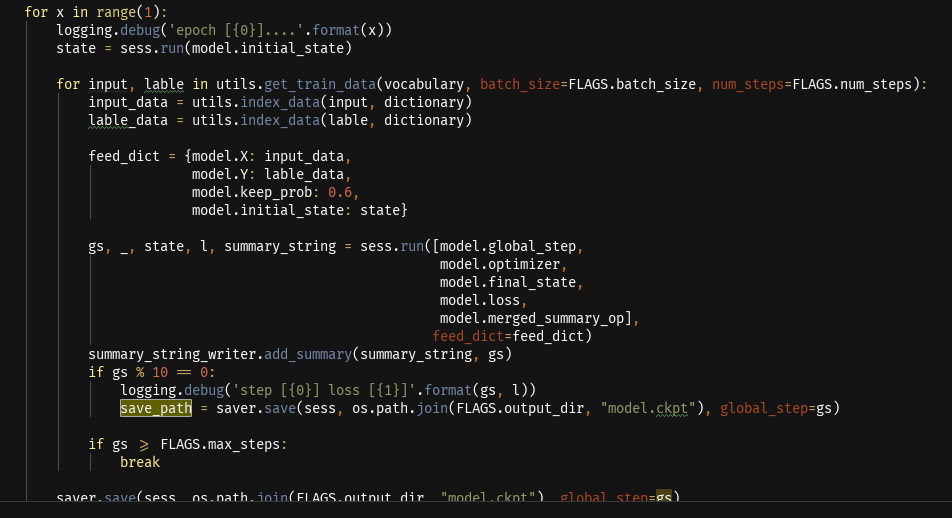 for x in range(1):
    logging.debug('epoch [{0}]....'.format(x))
    state = sess.run(model.initial_state)
    for input, lable in utils.get_train_data(vocabulary, batch_size=FLAGS.batch_size, num_steps=FLAGS.num_steps):
        input_data = utils.index_data(input, dictionary)
        lable_data = utils.index_data(lable, dictionary)
        feed_dict = {model.X: input_data,
                     model.Y: lable_data,
                     model.keep_prob: 0.6,
                     model.initial_state: state}
        gs, _, state, l, summary_string = sess.run([model.global_step,
                                                    model.optimizer,
                                                    model.final_state,
                                                    model.loss,
                                                    model.merged_summary_op],
                                                   feed_dict=feed_dict)
        summary_string_writer.add_summary(summary_string, gs)
        if gs % 10 == 0:
            logging.debug('step [{0}] loss [{1}]'.format(gs, l))
            save_path = saver.save(sess, os.path.join(FLAGS.output_dir, "model.ckpt"), global_step=gs)
        if gs >= FLAGS.max_steps:
            break
    saver.save(sess, os.path.join(FLAGS.output_dir, "model.ckpt"), global_step=gs)